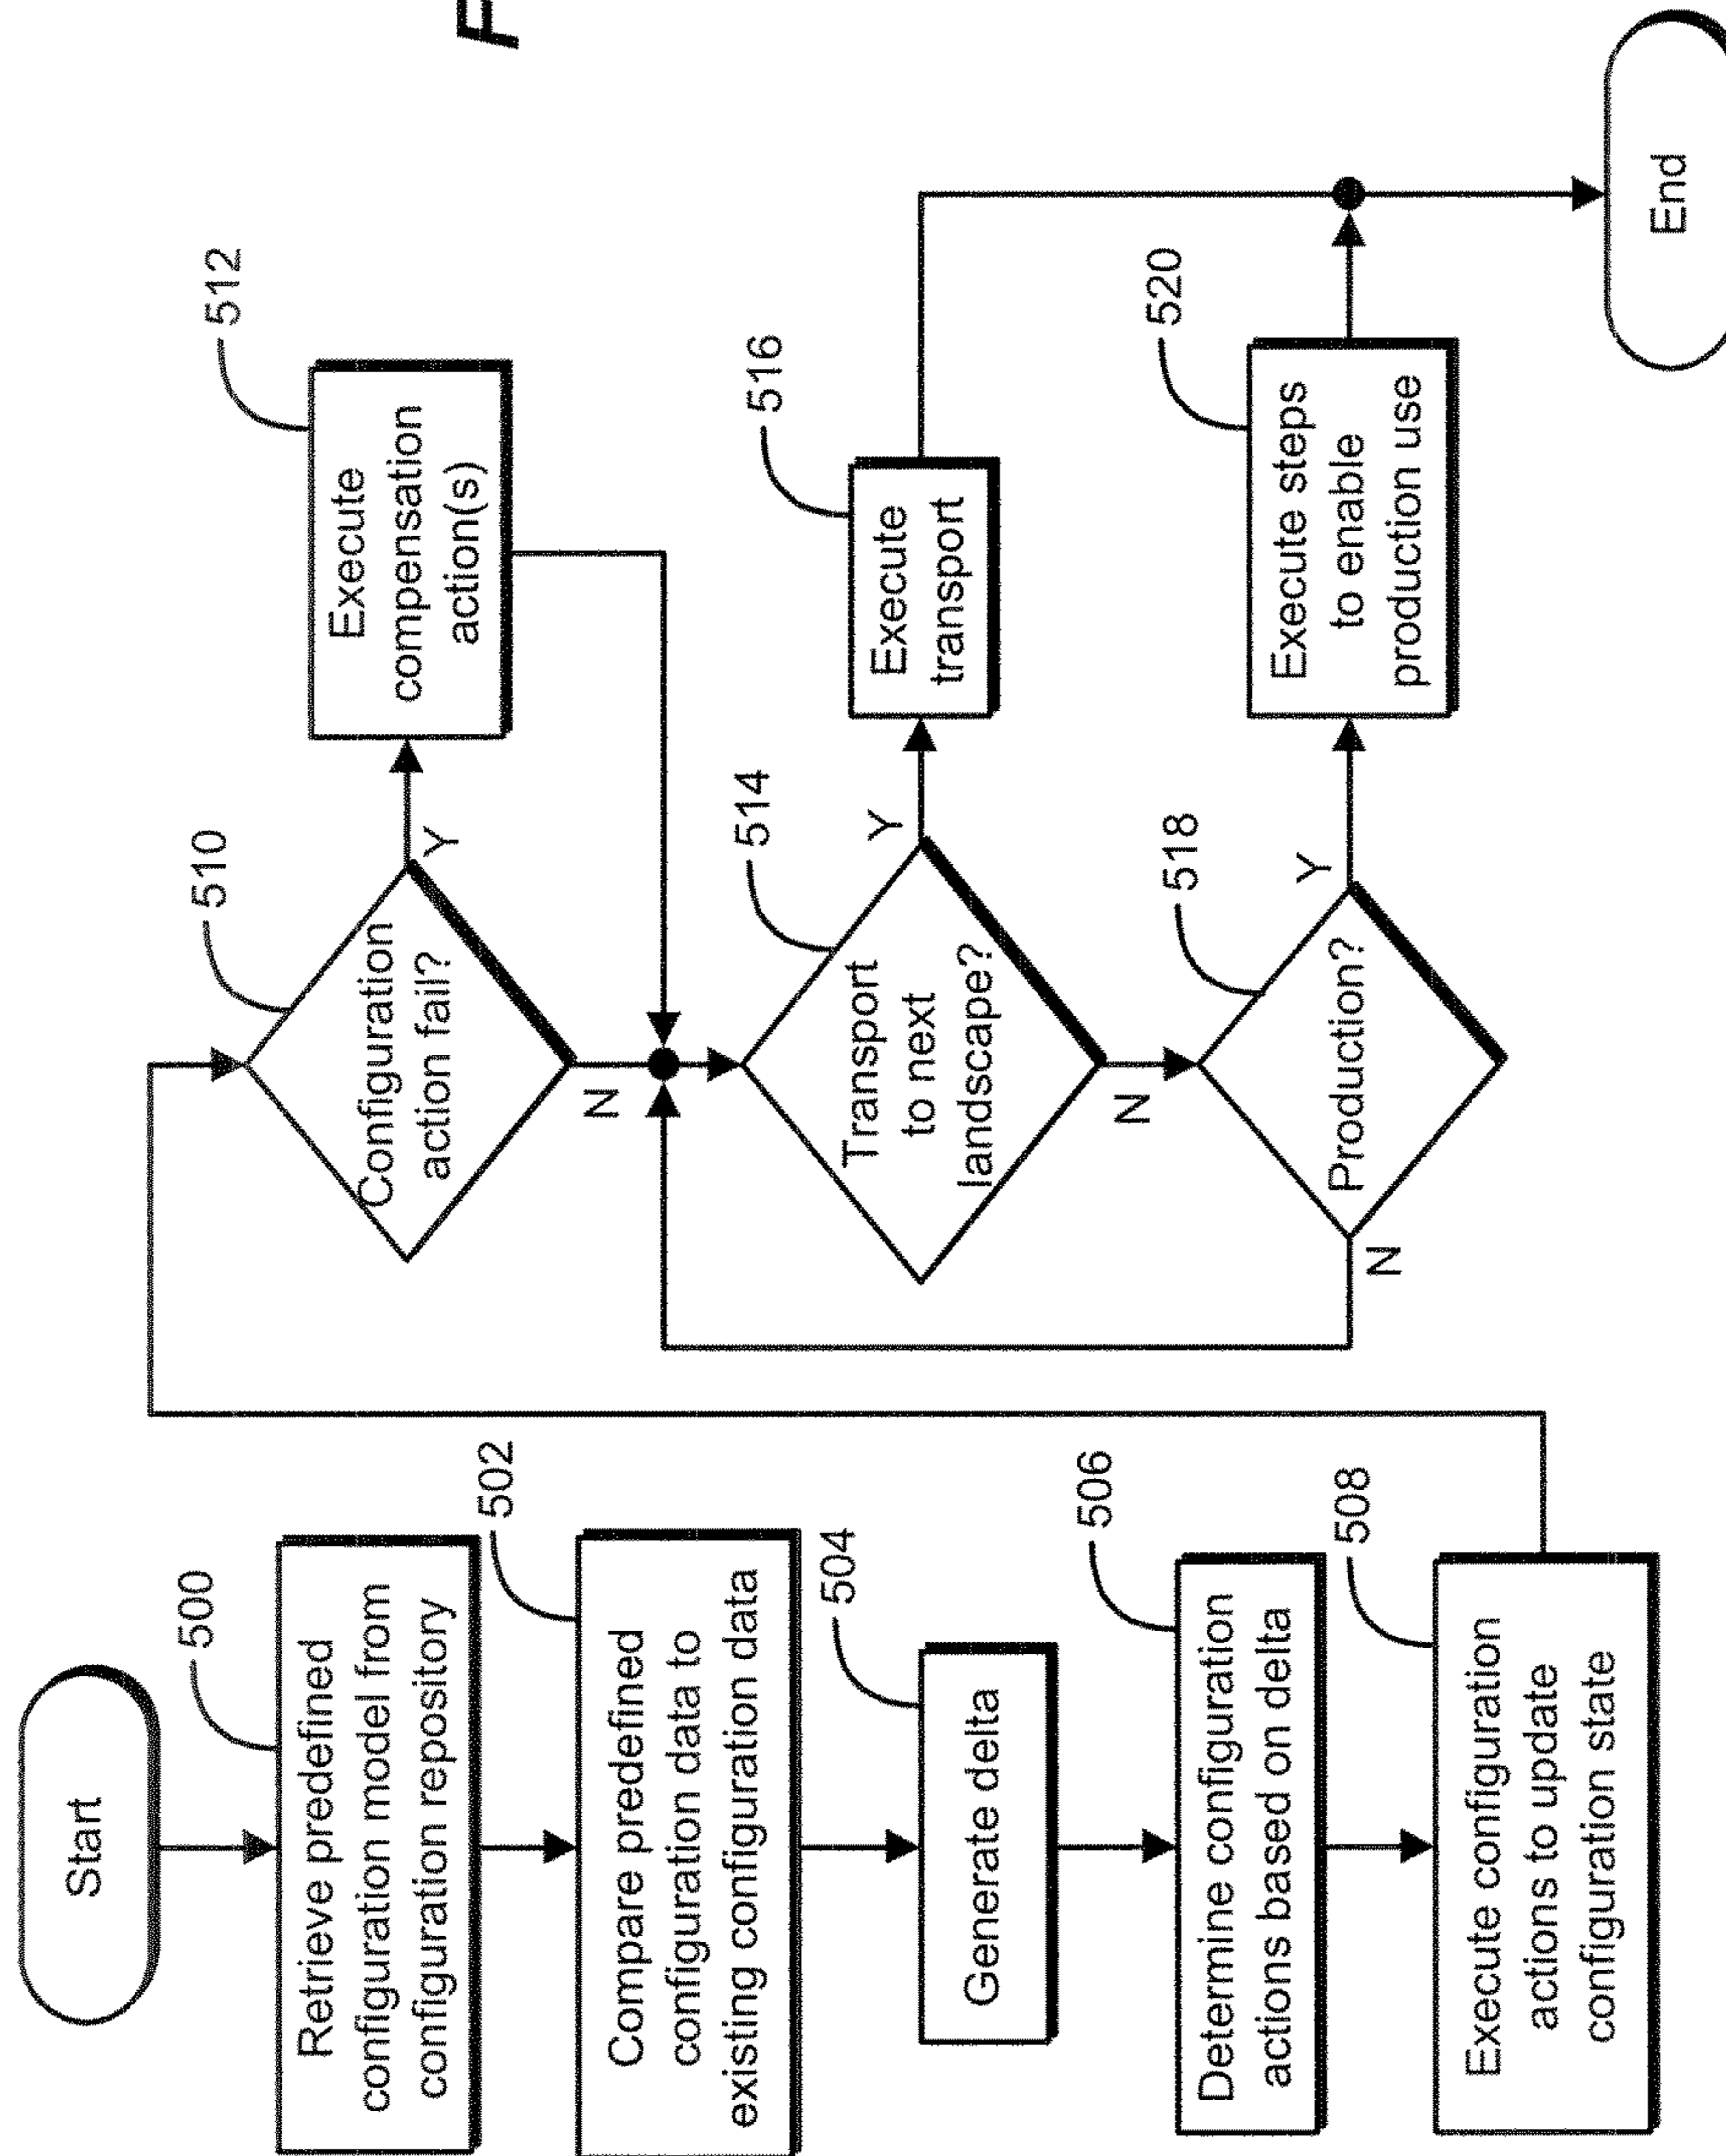 Start
500
Retrieve predefined
configuration model from
configuration repository
502
Compare predefined
configuration data to
existing configuration data
504
Generate delta
506
Determine configuration
actions based on delta
508
Execute configuration
actions to update
configuration state
510
Configuration
action fail?
Y
N
512
Execute
compensation
action(s)
514
Transport
to next
landscape?
Y
N
516
Execute
transport
518
Production?
Y
N
520
Execute steps
to enable
production use
End